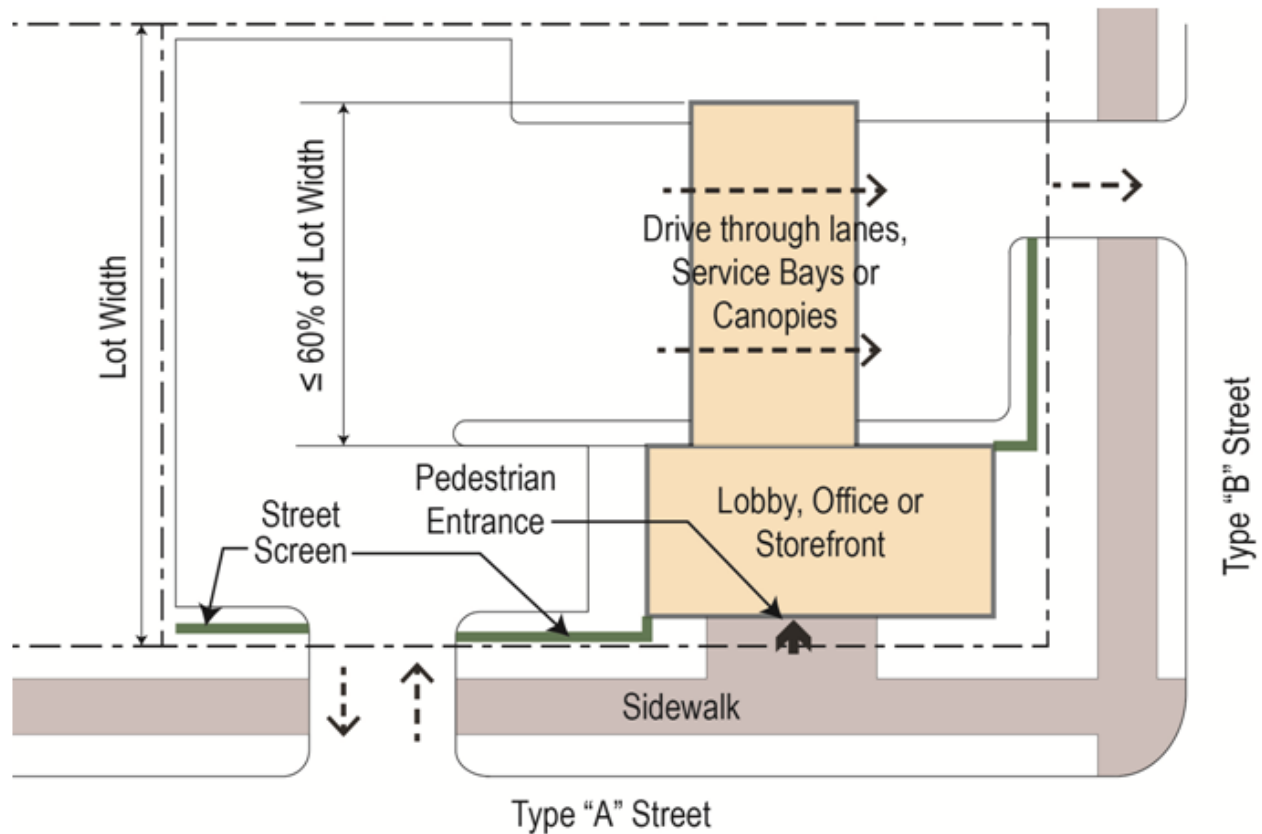 Lot Width
≤ 60% of Lot Width
Drive through lanes,
Service Bays or
Canopies
Pedestrian
Entrance
Street
Screen
Lobby, Office or
Storefront
Sidewalk
Type “A” Street
Type “B” Street